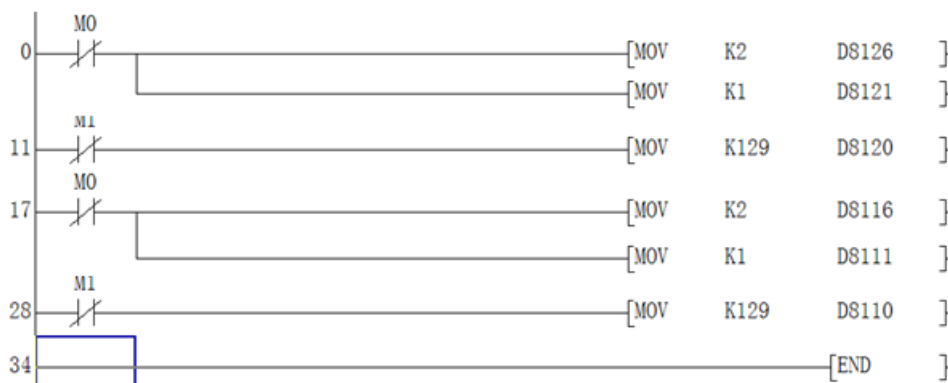 M0
0 [MOV K2 D8126 ]
[MOV K1 D8121 ]
M1
11 [MOV K129 D8120 ]
M0
17 [MOV K2 D8116 ]
[MOV K1 D8111 ]
M1
28 [MOV K129 D8110 ]
34 [END ]